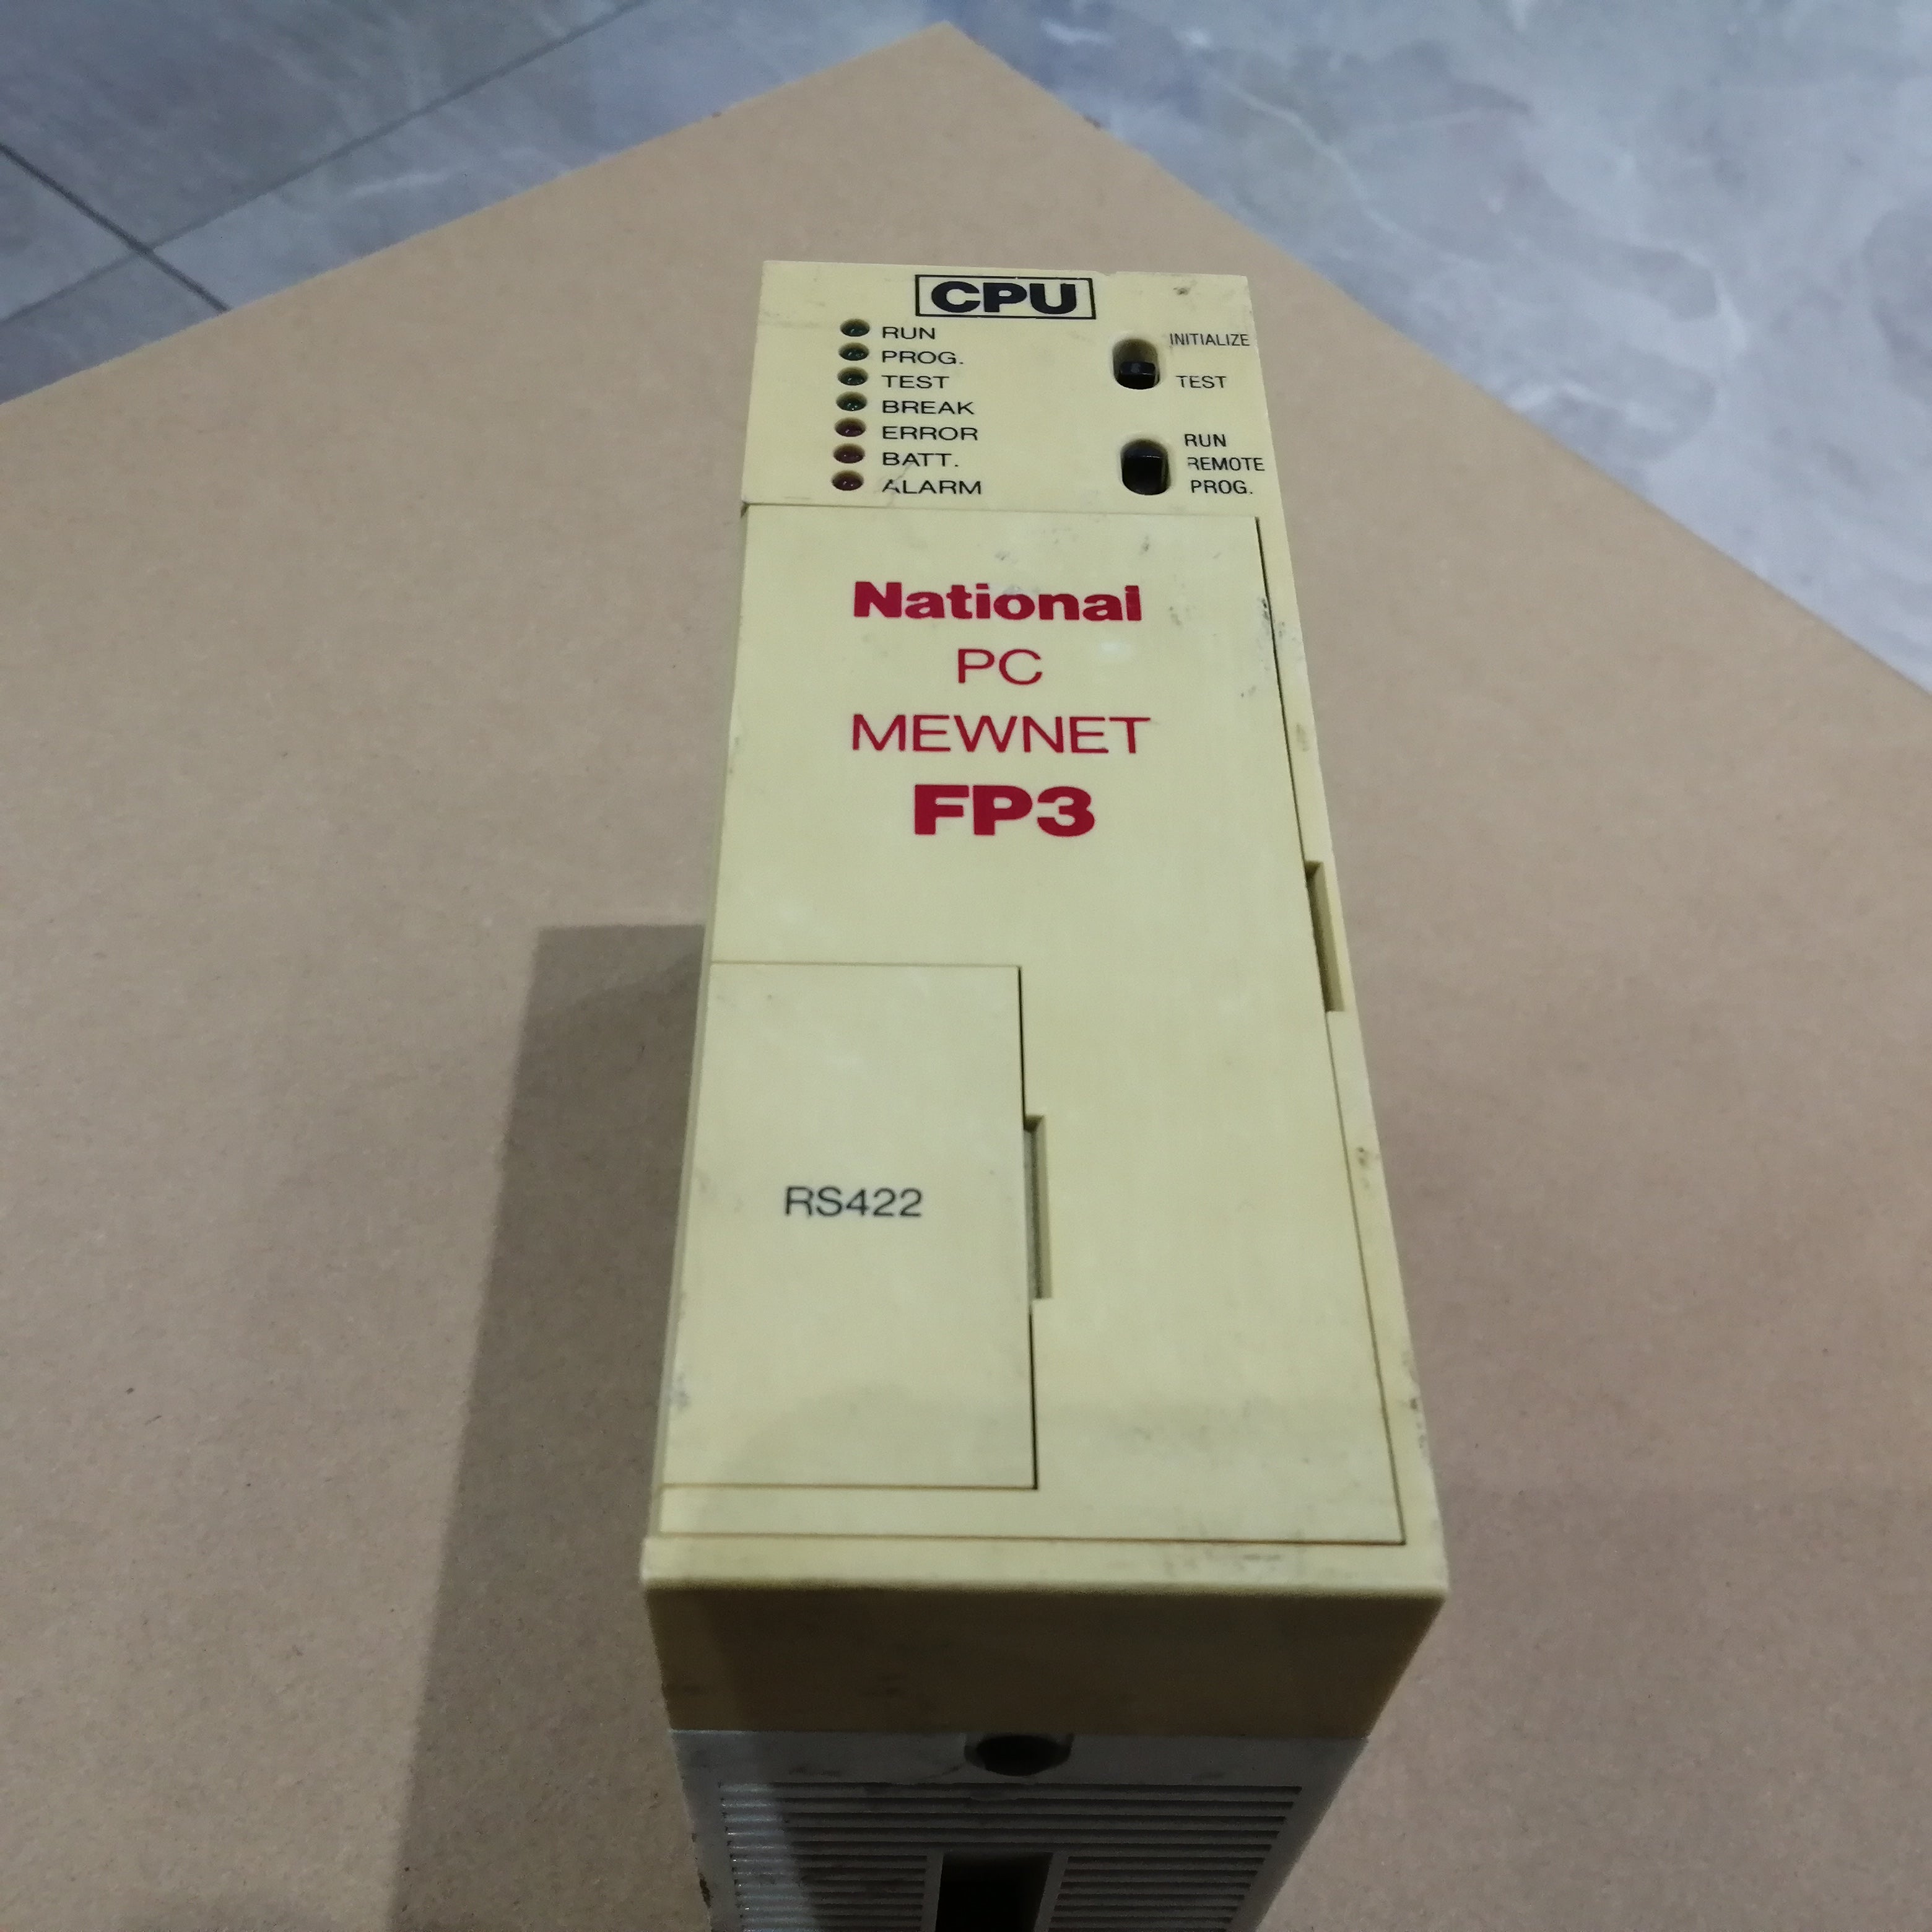 CPU
RUN
PROG.
TEST
BREAK
ERROR
BATT.
ALARM
INITIALIZE
TEST
RUN
REMOTE
PROG.
National
PC
MEWNET
FP3
RS422